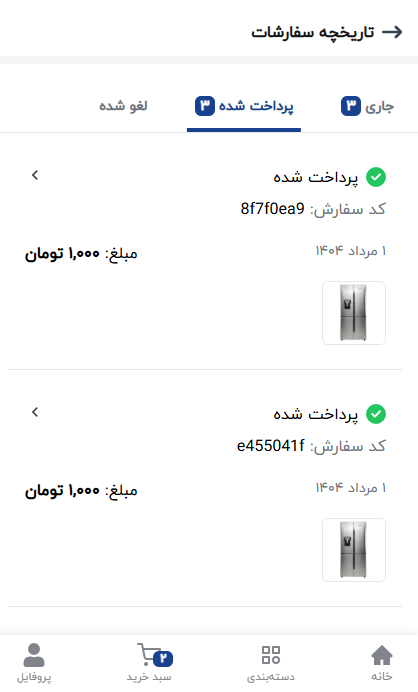 تاریخچه سفارشات
جاری ۳ پرداخت شده ۳ لغو شده
پرداخت شده
کد سفارش: 8f7f0ea9
۱ مرداد ۱۴۰۴ مبلغ: ۱,۰۰۰ تومان
پرداخت شده
کد سفارش: e455041f
۱ مرداد ۱۴۰۴ مبلغ: ۱,۰۰۰ تومان
۲
خانه دسته‌بندی سبد خرید پروفایل